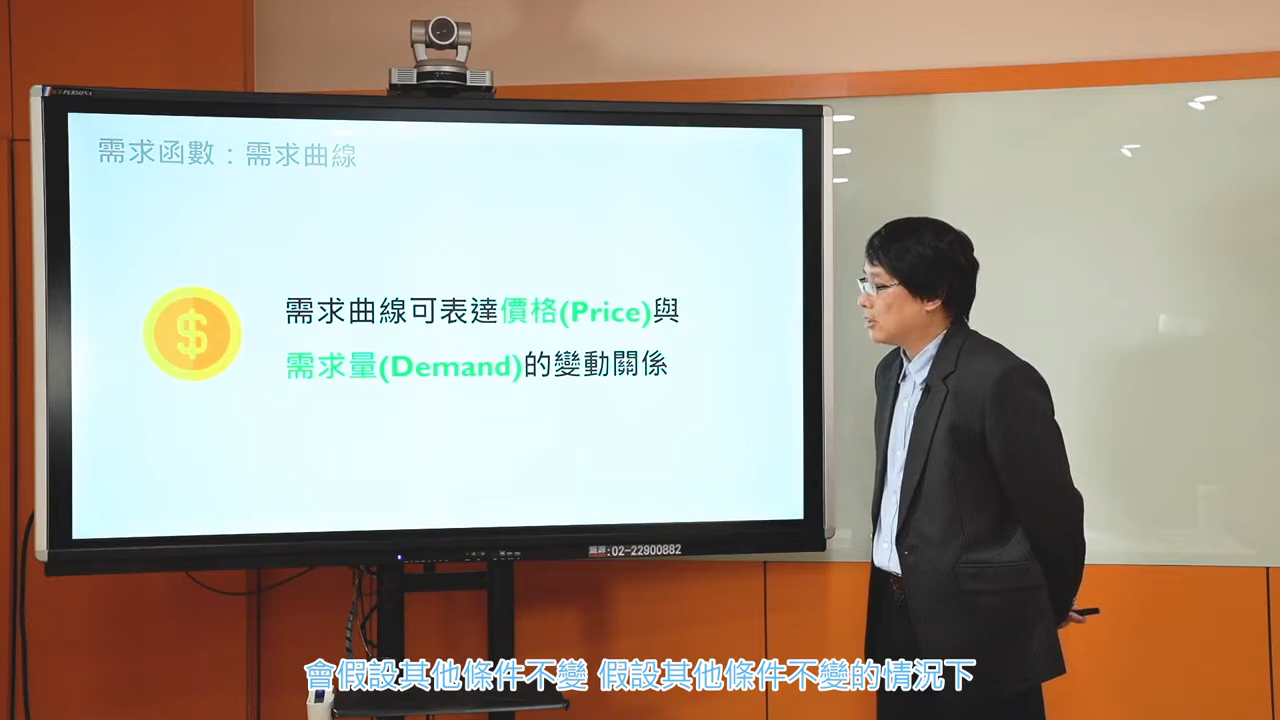 PERSONA
需求函數：需求曲線
需求曲線可表達價格(Price)與
需求量(Demand)的變動關係
:02-22900882
會假設其他條件不變 假設其他條件不變的情況下